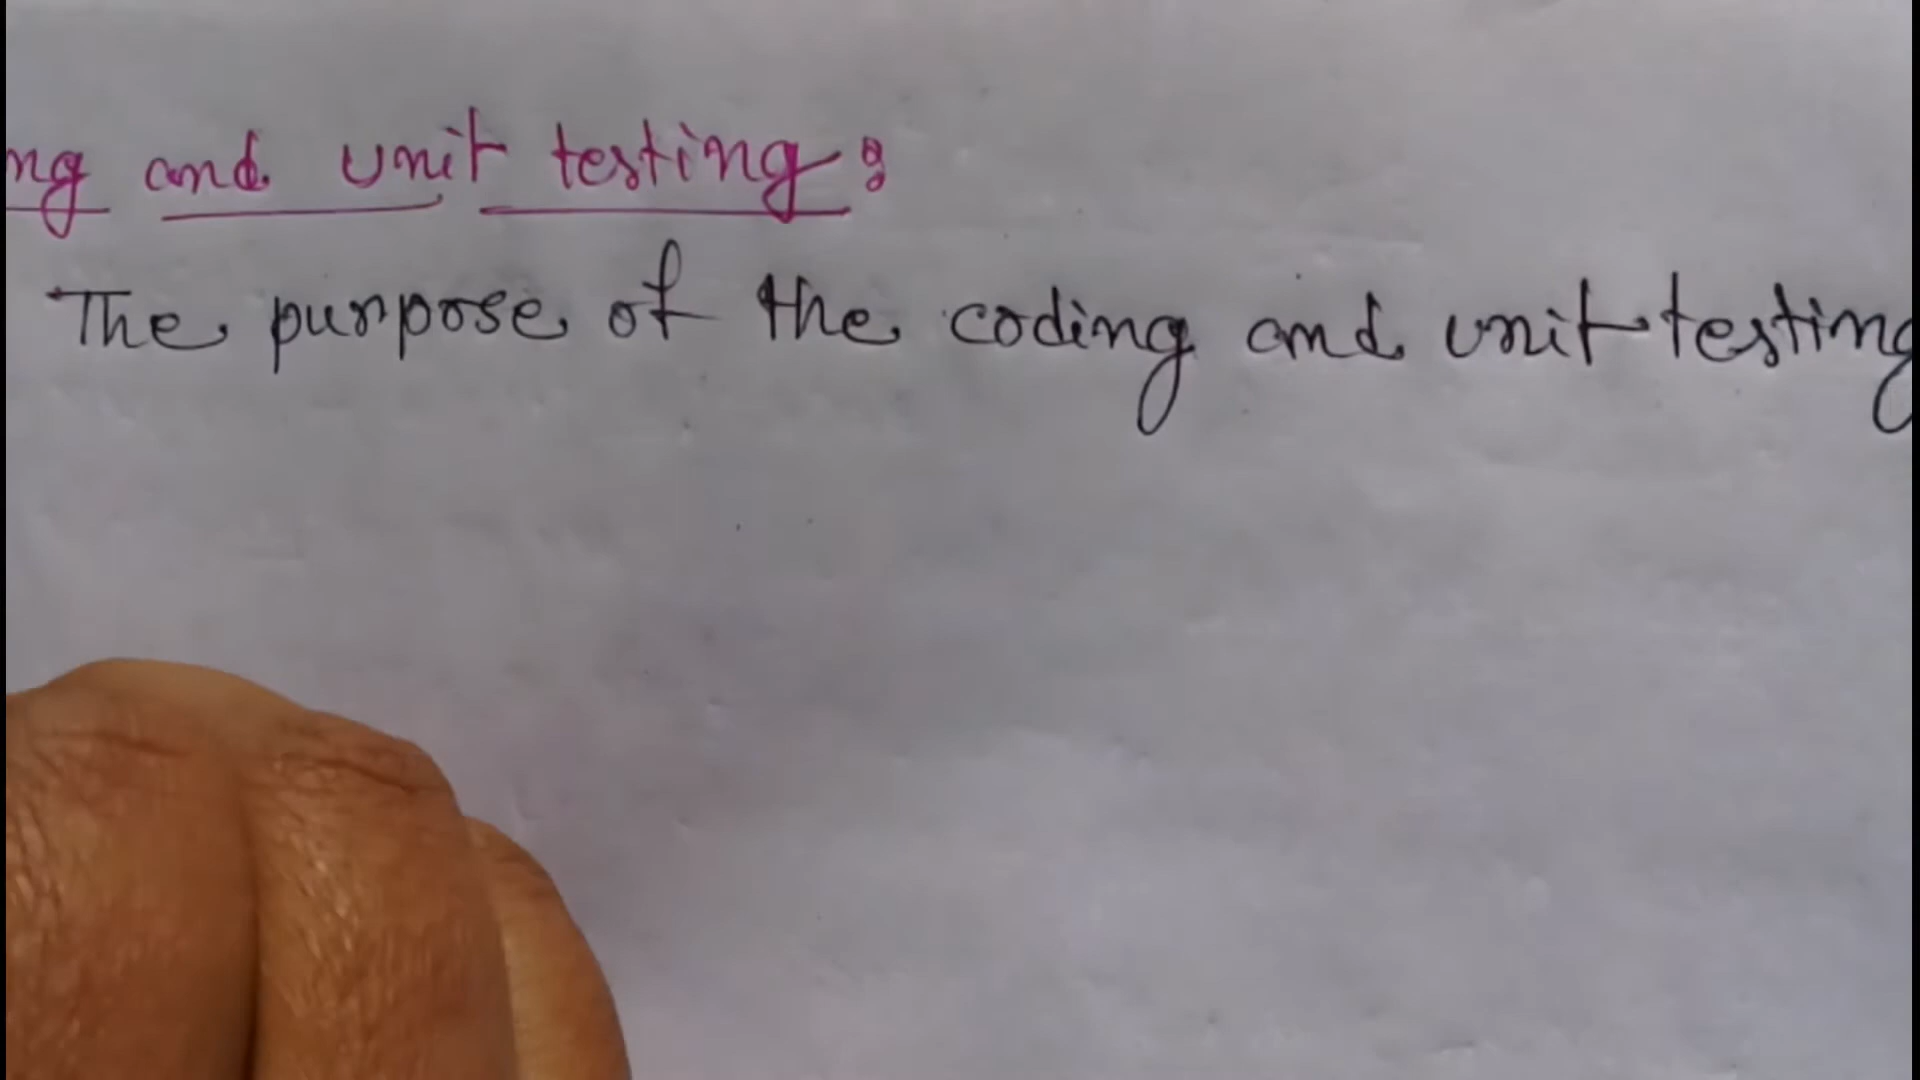 ng and unit testing :
The purpose of the coding and unit testing